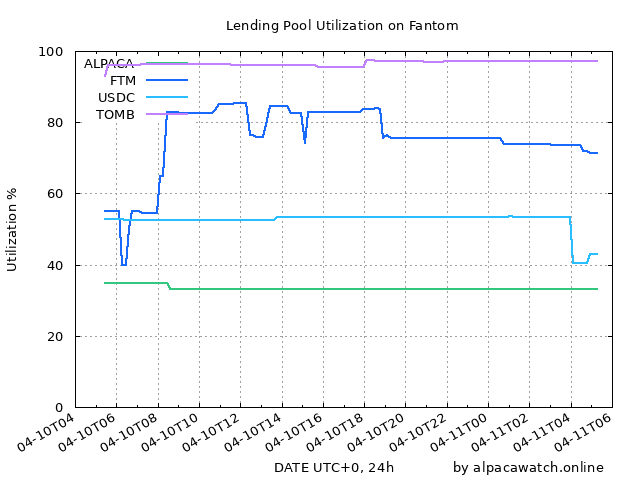 Lending Pool Utilization on Fantom
100
80
60
40
20
0
Utilization %
ALPACA
FTM
USDC
TOMB
04-10T04
04-10T06
04-10T08
04-10T10
04-10T12
04-10T14
04-10T16
04-10T18
04-10T20
04-10T22
04-11T00
04-11T02
04-11T04
04-11T06
DATE UTC+0, 24h by alpacawatch.online